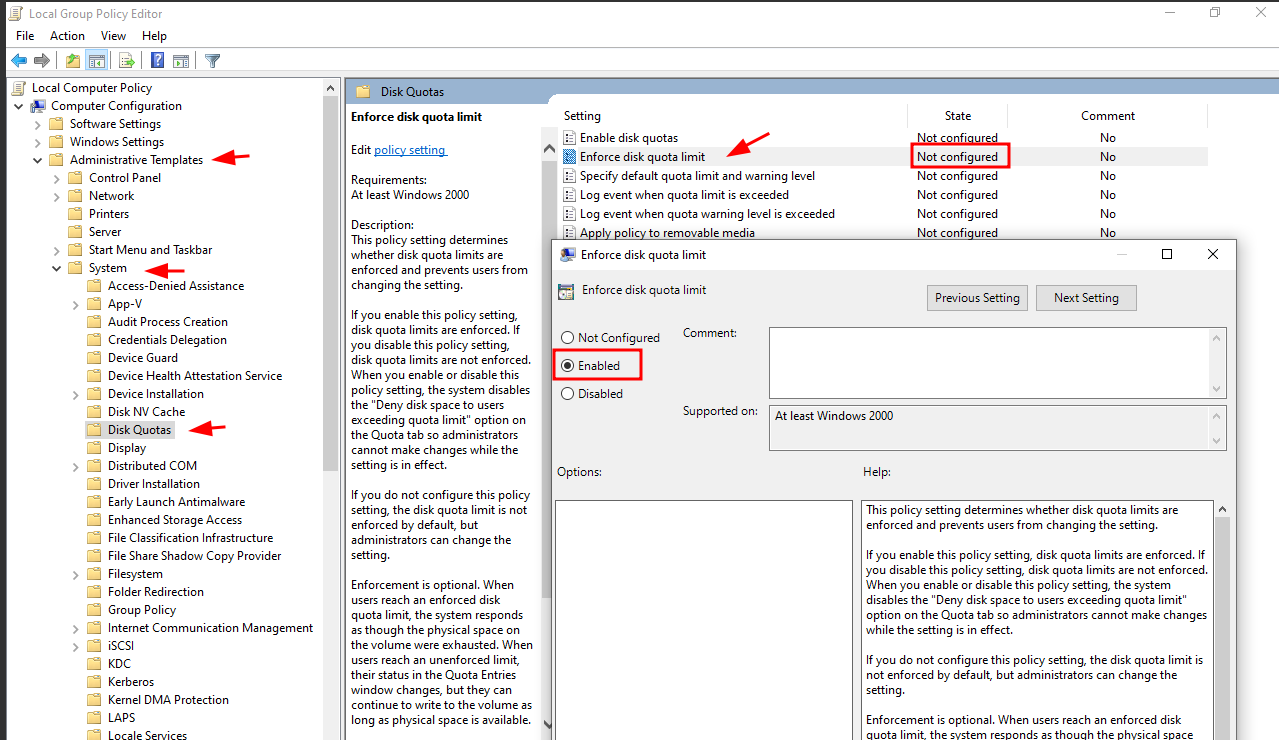 Local Group Policy Editor
File Action View Help
Local Computer Policy
Computer Configuration
Software Settings
Windows Settings
Administrative Templates
Control Panel
Network
Printers
Server
Start Menu and Taskbar
System
Access-Denied Assistance
App-V
Audit Process Creation
Credentials Delegation
Device Guard
Device Health Attestation Service
Device Installation
Disk NV Cache
Disk Quotas
Display
Distributed COM
Driver Installation
Early Launch Antimalware
Enhanced Storage Access
File Classification Infrastructure
File Share Shadow Copy Provider
Filesystem
Folder Redirection
Group Policy
Internet Communication Management
iSCSI
KDC
Kerberos
Kernel DMA Protection
LAPS
Locale Services
Disk Quotas
Enforce disk quota limit
Edit policy setting
Requirements:
At least Windows 2000
Description:
This policy setting determines
whether disk quota limits are
enforced and prevents users from
changing the setting.
If you enable this policy setting,
disk quota limits are enforced. If
you disable this policy setting,
disk quota limits are not enforced.
When you enable or disable this
policy setting, the system disables
the "Deny disk space to users
exceeding quota limit" option on
the Quota tab so administrators
cannot make changes while the
setting is in effect.
If you do not configure this policy
setting, the disk quota limit is not
enforced by default, but
administrators can change the
setting.
Enforcement is optional. When
users reach an enforced disk
quota limit, the system responds
as though the physical space on
the volume were exhausted. When
users reach an unenforced limit,
their status in the Quota Entries
window changes, but they can
continue to write to the volume as
long as physical space is available.
Setting State Comment
Enable disk quotas Not configured No
Enforce disk quota limit Not configured No
Specify default quota limit and warning level Not configured No
Log event when quota limit is exceeded Not configured No
Log event when quota warning level is exceeded Not configured No
Apply policy to removable media Not configured No
Enforce disk quota limit
Enforce disk quota limit
Previous Setting Next Setting
Not Configured
Enabled
Disabled
Comment:
Supported on:
At least Windows 2000
Options:
Help:
This policy setting determines whether disk quota limits are
enforced and prevents users from changing the setting.
If you enable this policy setting, disk quota limits are enforced. If
you disable this policy setting, disk quota limits are not enforced.
When you enable or disable this policy setting, the system
disables the "Deny disk space to users exceeding quota limit"
option on the Quota tab so administrators cannot make changes
while the setting is in effect.
If you do not configure this policy setting, the disk quota limit is
not enforced by default, but administrators can change the
setting.
Enforcement is optional. When users reach an enforced disk
quota limit, the system responds as though the physical space